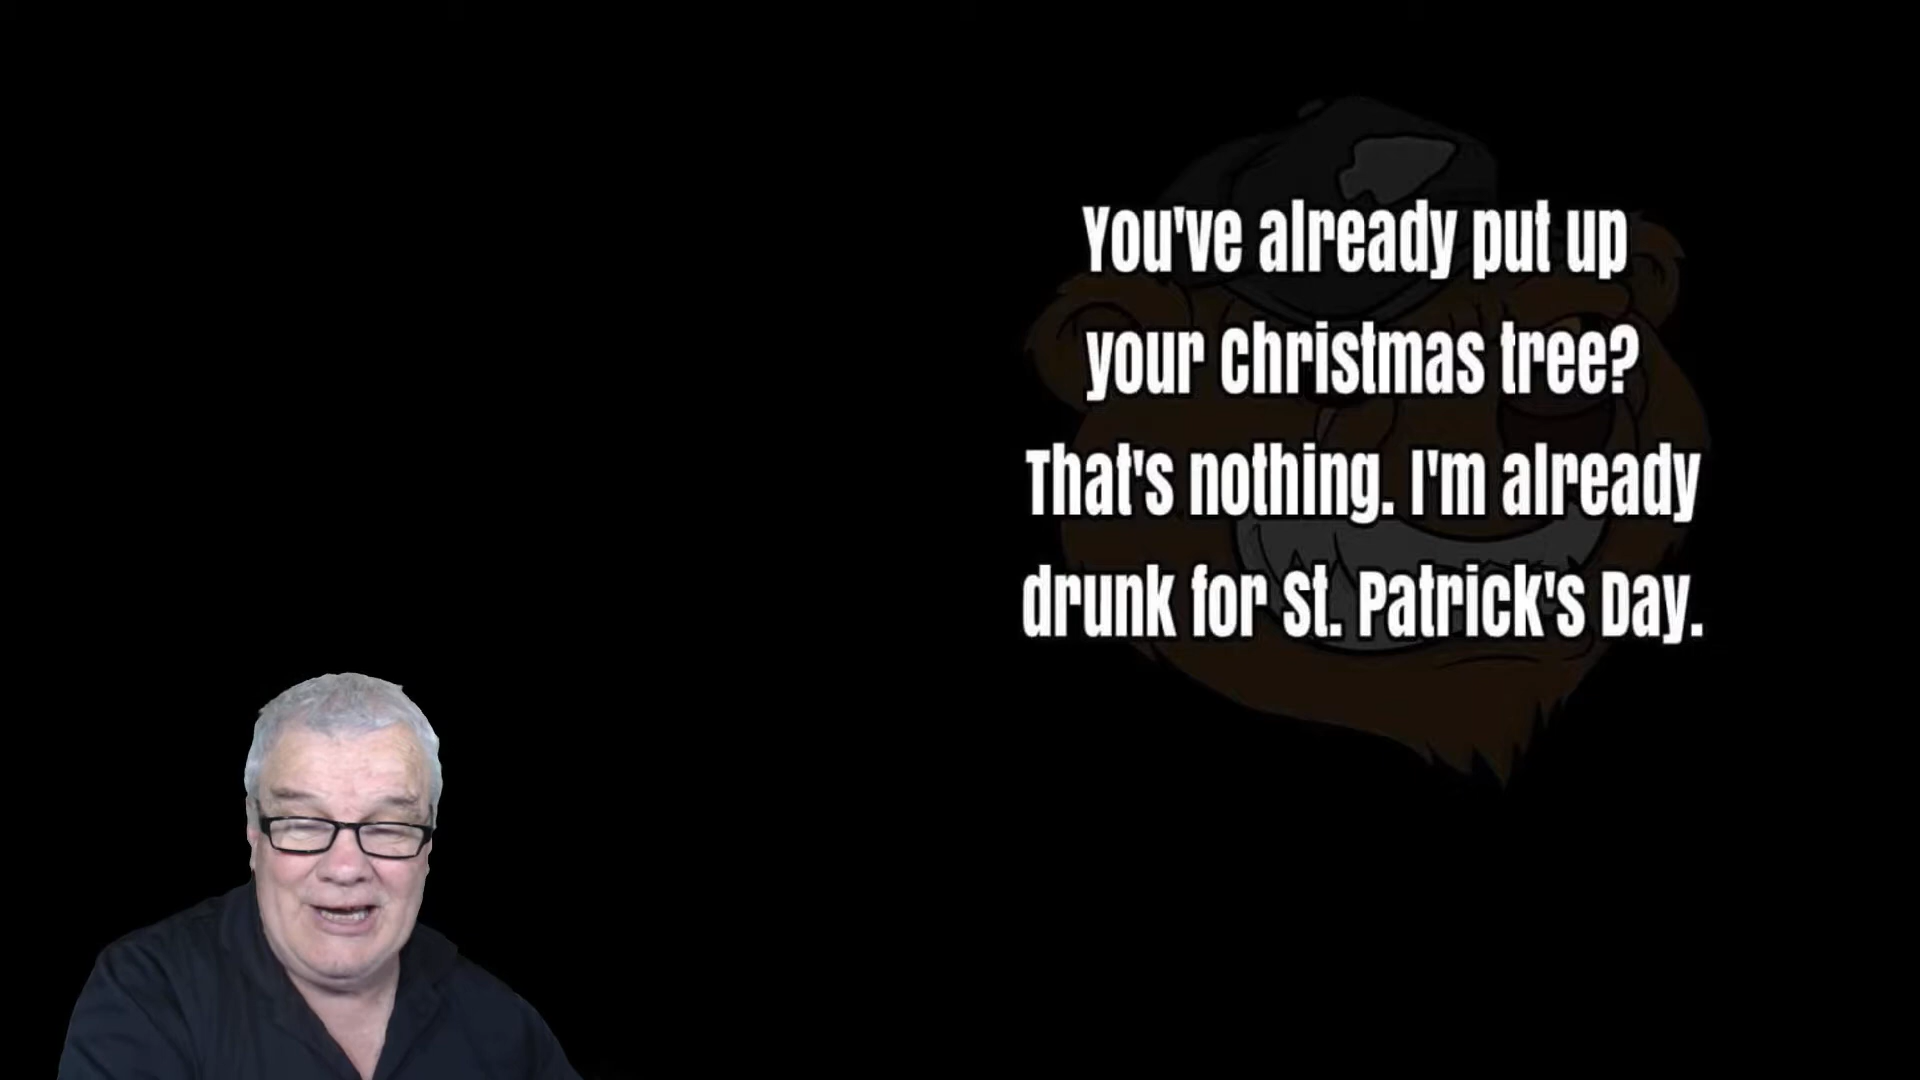 You've already put up
your Christmas tree?
That's nothing. I'm already
drunk for St. Patrick's Day.